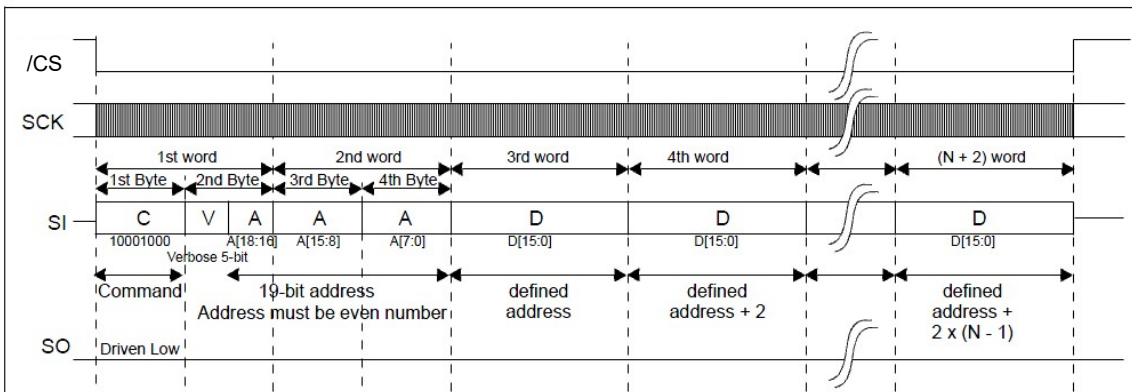 /CS
SCK
1st word 2nd word 3rd word 4th word (N + 2) word
1st Byte 2nd Byte 3rd Byte 4th Byte
SI C V A A A D D D
10001000 A[18:16] A[15:8] A[7:0] D[15:0] D[15:0] D[15:0]
Verbose 5-bit
Command 19-bit address defined defined defined
Address must be even number address address + 2 address +
2 x (N - 1)
SO Driven Low